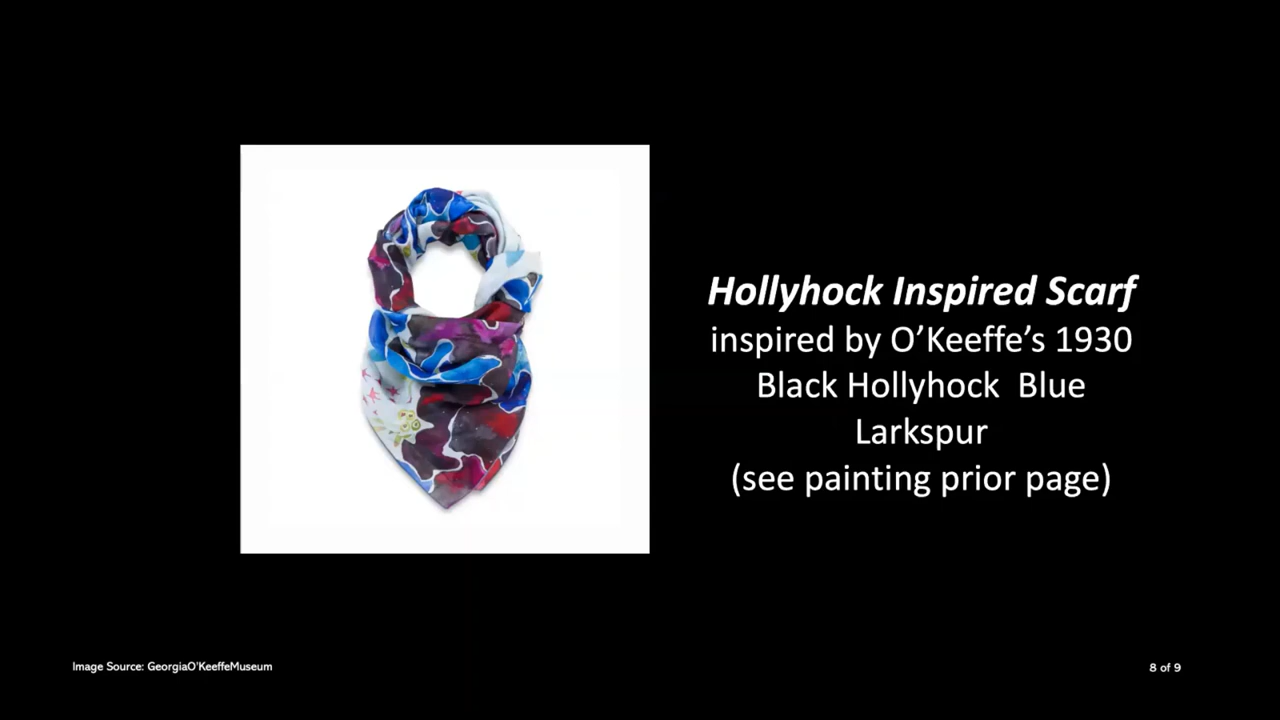 Hollyhock Inspired Scarf
inspired by O’Keeffe’s 1930
Black Hollyhock  Blue
Larkspur
(see painting prior page)
Image Source: GeorgiaO’KeeffeMuseum
8 of 9